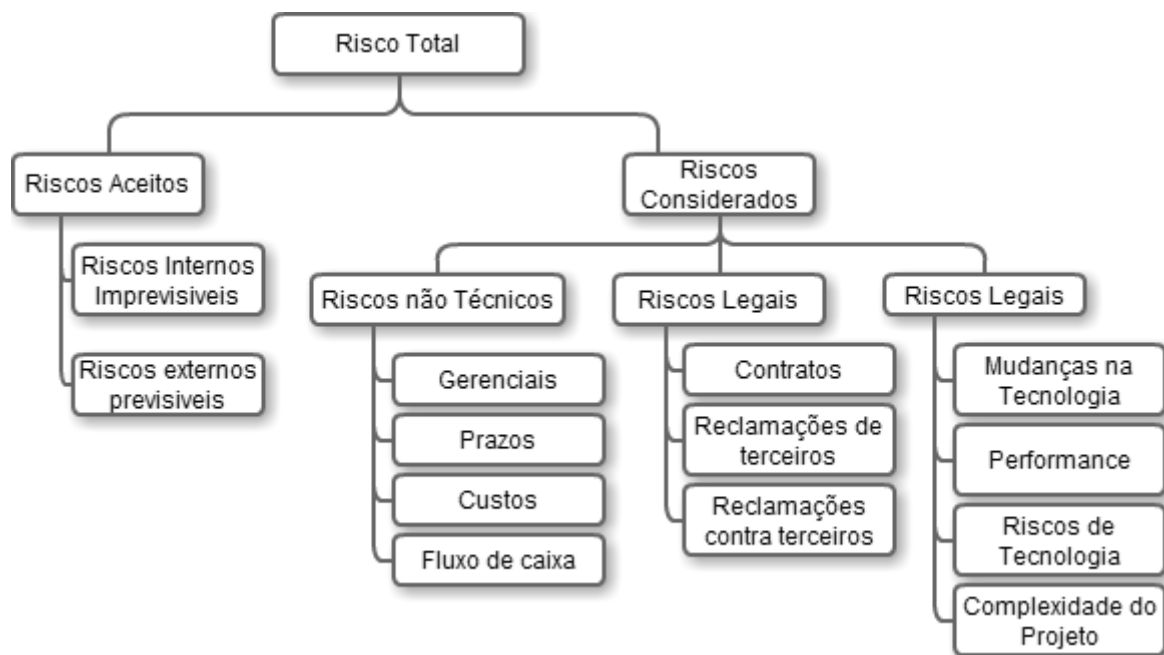 Risco Total
Riscos Aceitos
Riscos Internos
Imprevisiveis
Riscos externos
previsiveis
Riscos
Considerados
Riscos não Técnicos
Gerenciais
Prazos
Custos
Fluxo de caixa
Riscos Legais
Contratos
Reclamações de
terceiros
Reclamações
contra terceiros
Riscos Legais
Mudanças na
Tecnologia
Performance
Riscos de
Tecnologia
Complexidade do
Projeto